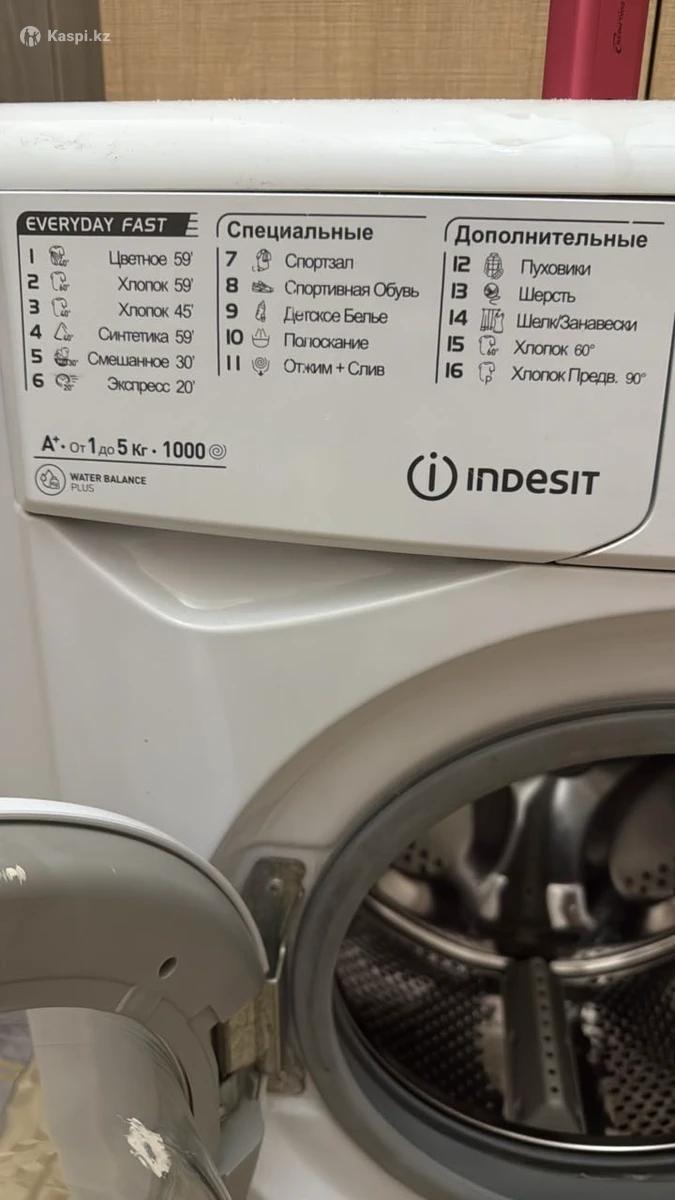 Kaspi.kz
EVERYDAY FAST
1 Цветное 59'
2 Хлопок 59'
3 Хлопок 45'
4 Синтетика 59'
5 Смешанное 30'
6 Экспресс 20'
Специальные
7 Спортзал
8 Спортивная Обувь
9 Детское Белье
10 Полоскание
11 Отжим + Слив
Дополнительные
12 Пуховики
13 Шерсть
14 Шелк/Занавески
15 Хлопок 60°
16 Хлопок Предв. 90°
A+ · От 1 до 5 Кг · 1000
WATER BALANCE
PLUS
INDESIT